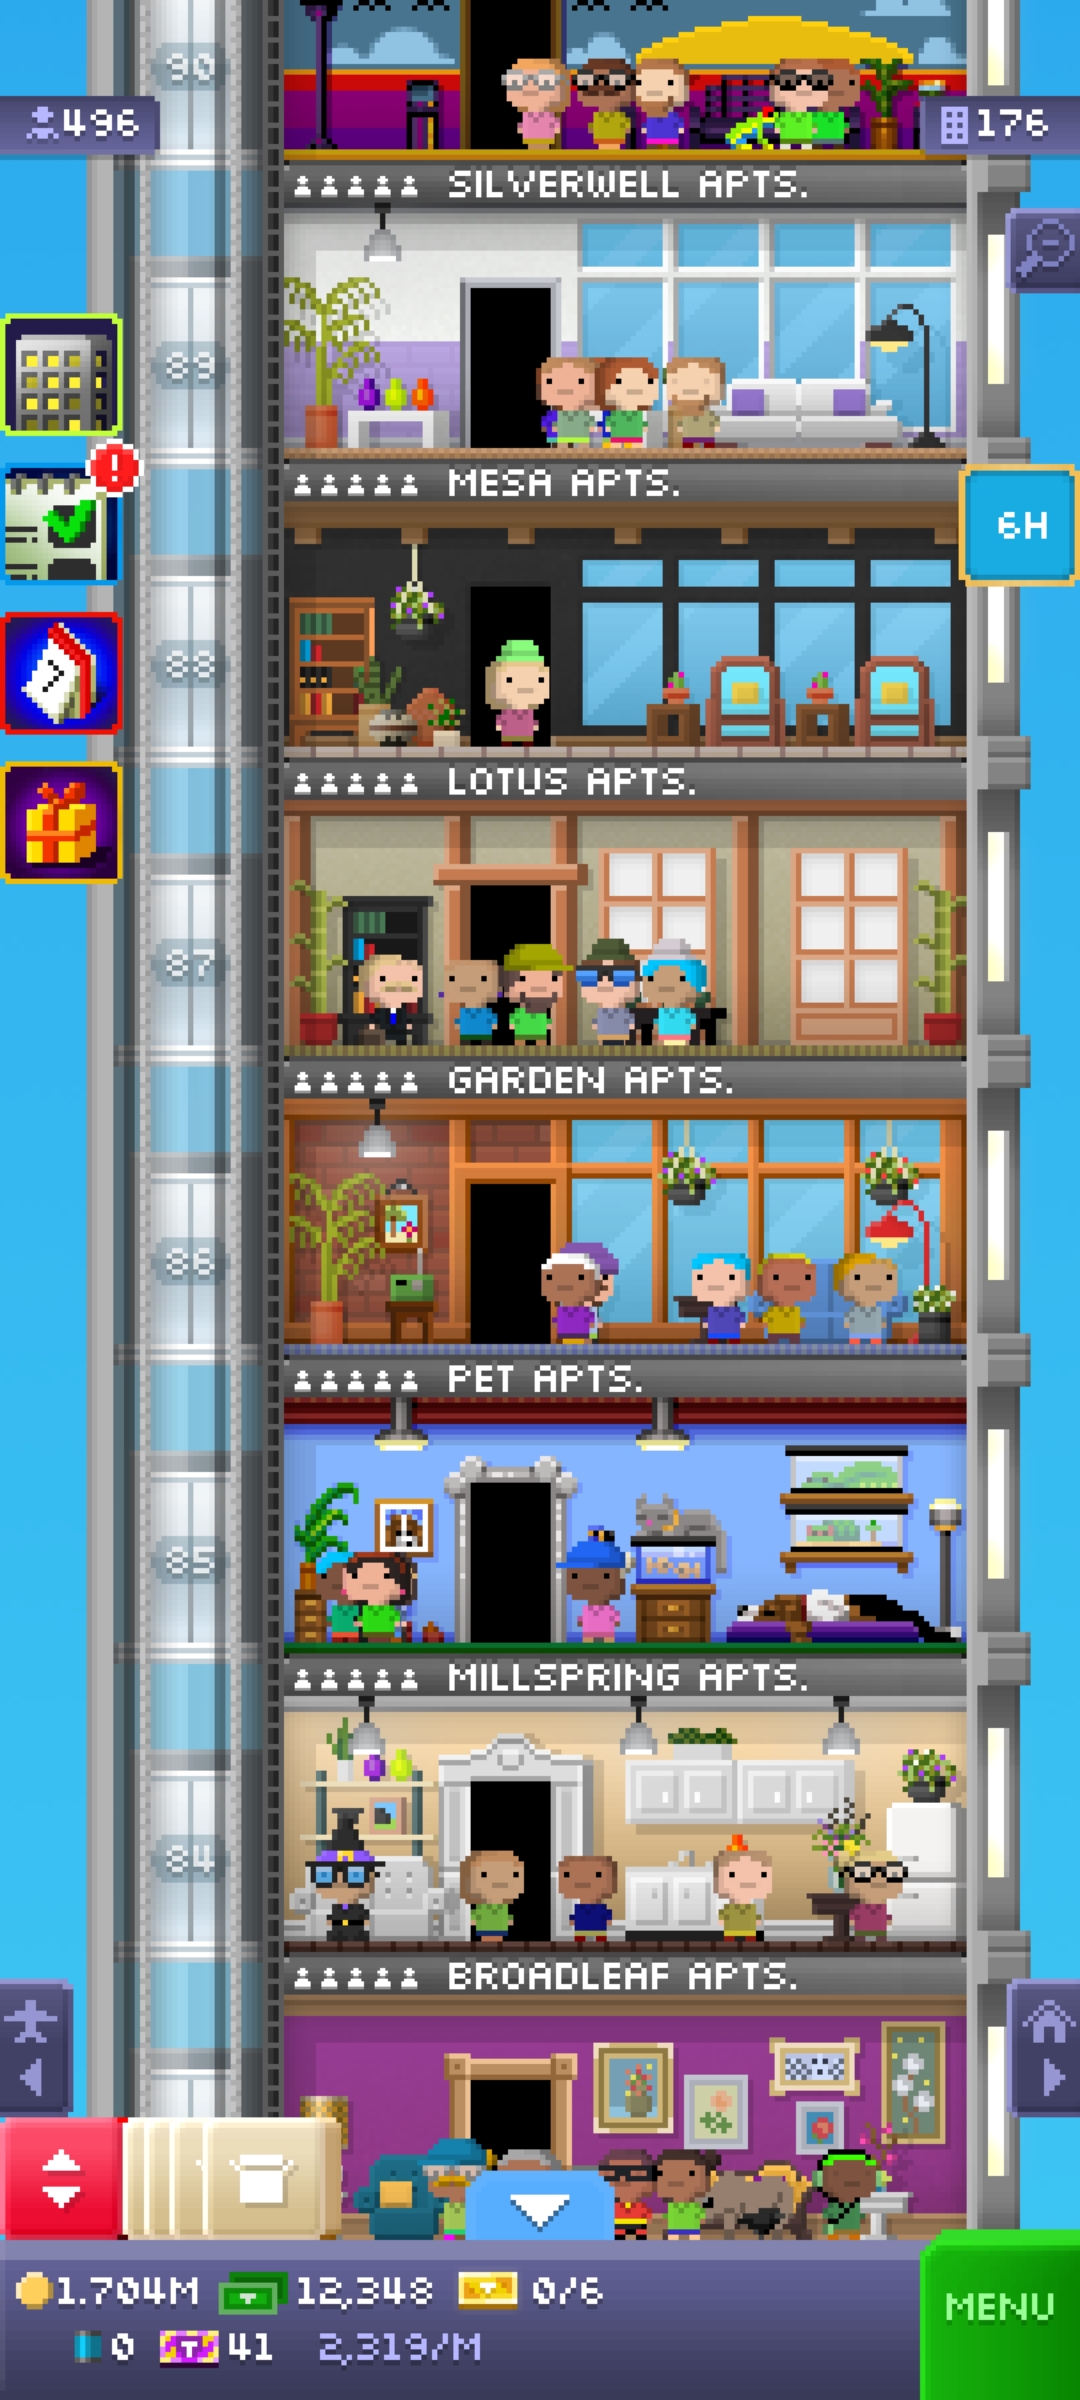 90
496
176
SILVERWELL APTS.
89
MESA APTS.
6H
88
LOTUS APTS.
87
GARDEN APTS.
86
PET APTS.
85
MILLSPRING APTS.
84
BROADLEAF APTS.
1.704M 12,348 0/6
0 T 41 2,319/M
MENU